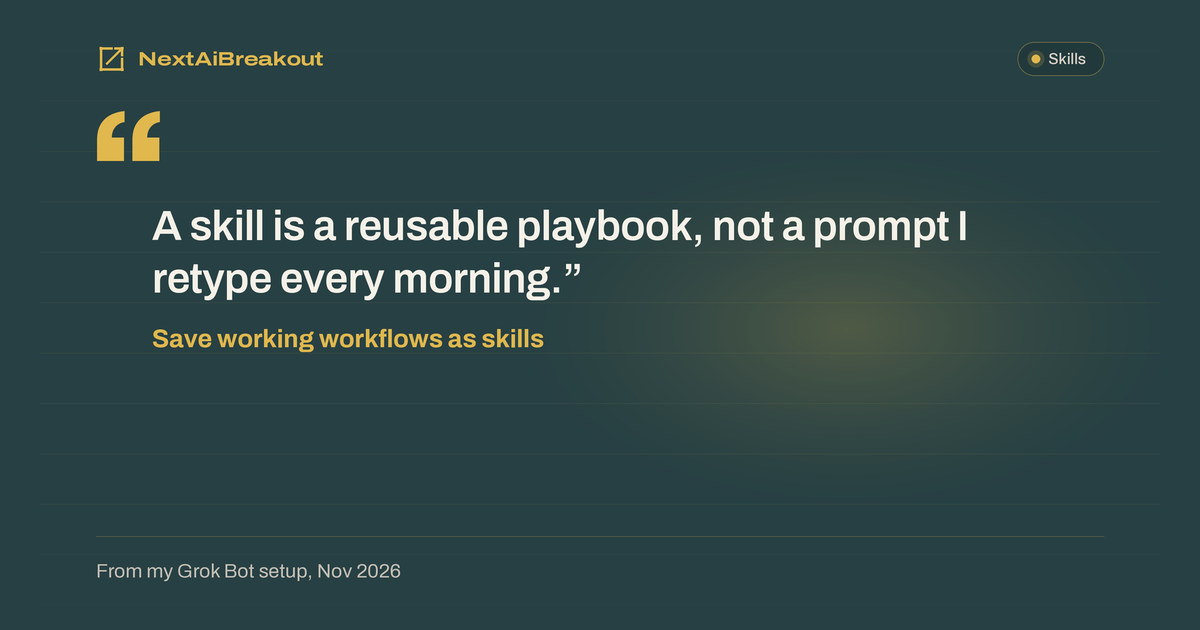 NextAiBreakout
Skills
“
A skill is a reusable playbook, not a prompt I
retype every morning.”
Save working workflows as skills
From my Grok Bot setup, Nov 2026